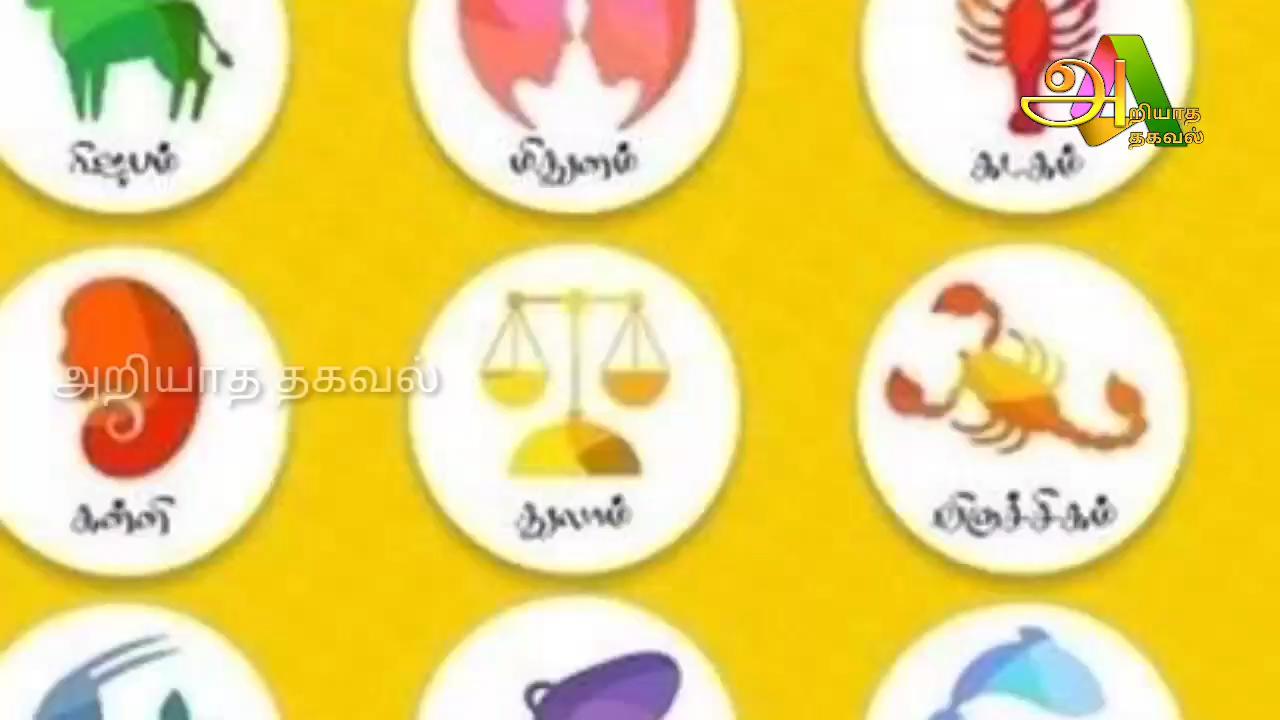 அறியாத
தகவல்
ரிஷபம்
மிதுனம்
கடகம்
அறியாத தகவல்
கன்னி
துலாம்
விருச்சிகம்